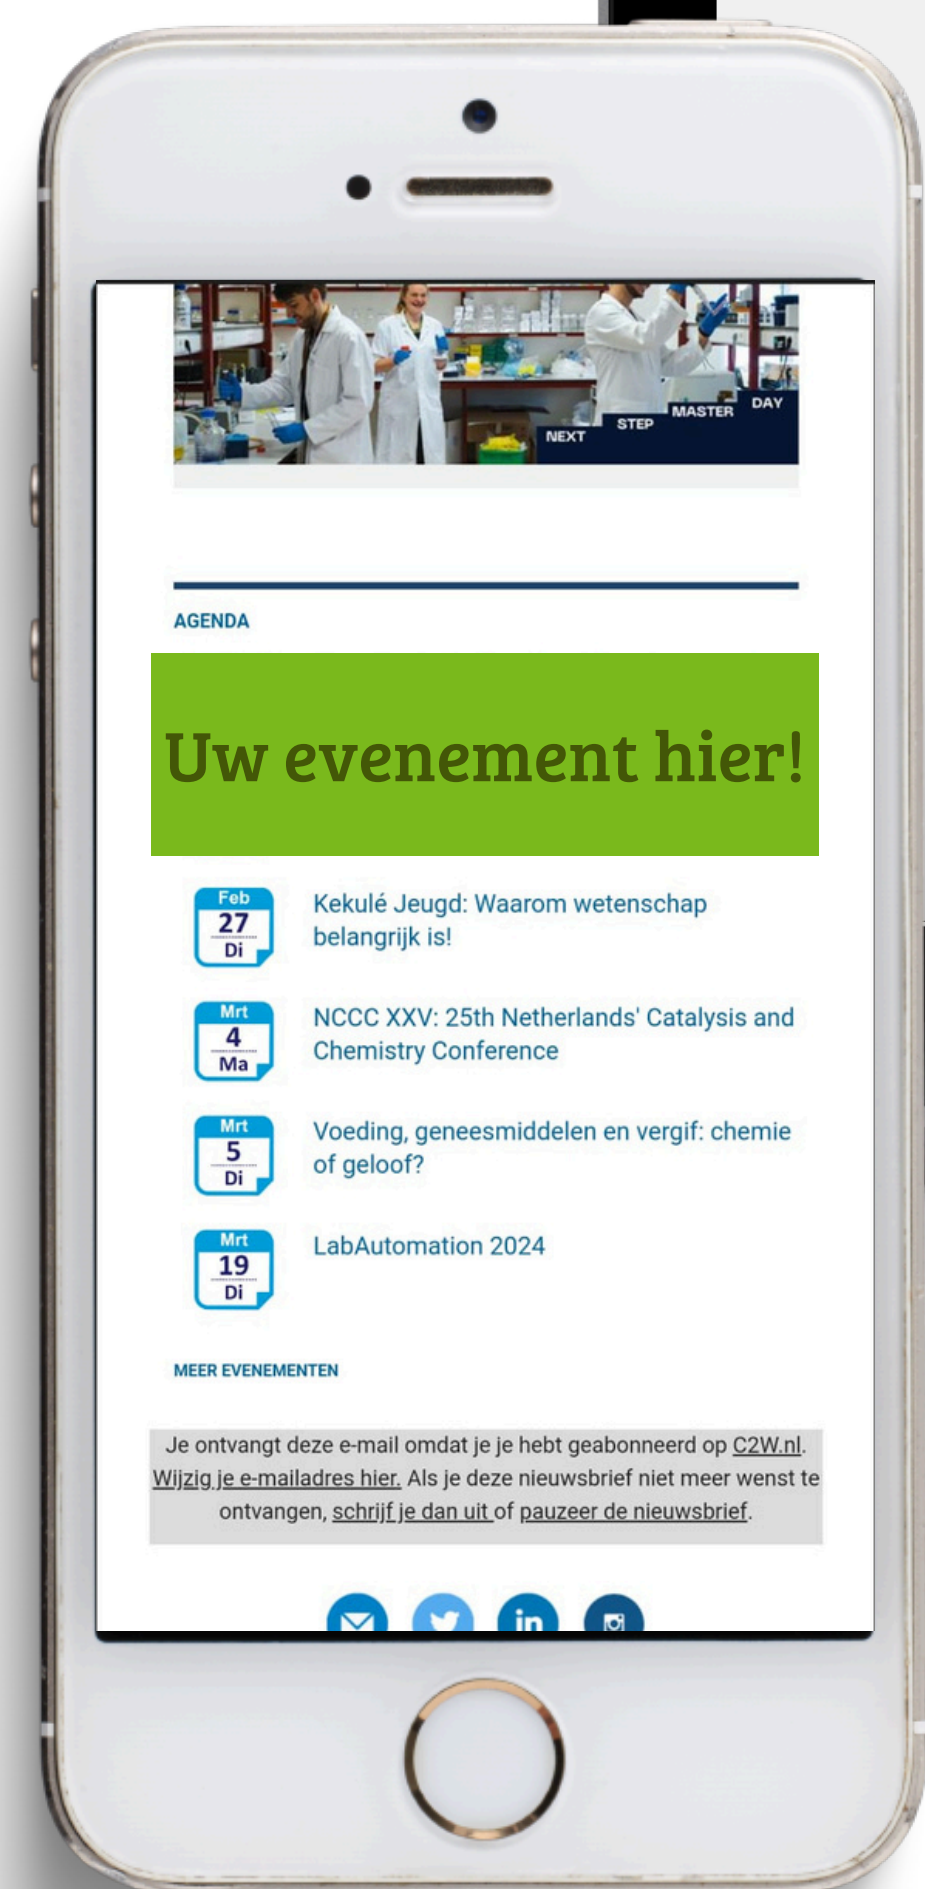 NEXT STEP MASTER DAY
AGENDA
Uw evenement hier!
Feb
27
Di
Kekulé Jeugd: Waarom wetenschap
belangrijk is!
Mrt
4
Ma
NCCC XXV: 25th Netherlands' Catalysis and
Chemistry Conference
Mrt
5
Di
Voeding, geneesmiddelen en vergif: chemie
of geloof?
Mrt
19
Di
LabAutomation 2024
MEER EVENEMENTEN
Je ontvangt deze e-mail omdat je je hebt geabonneerd op C2W.nl.
Wijzig je e-mailadres hier. Als je deze nieuwsbrief niet meer wenst te
ontvangen, schrijf je dan uit of pauzeer de nieuwsbrief.
in